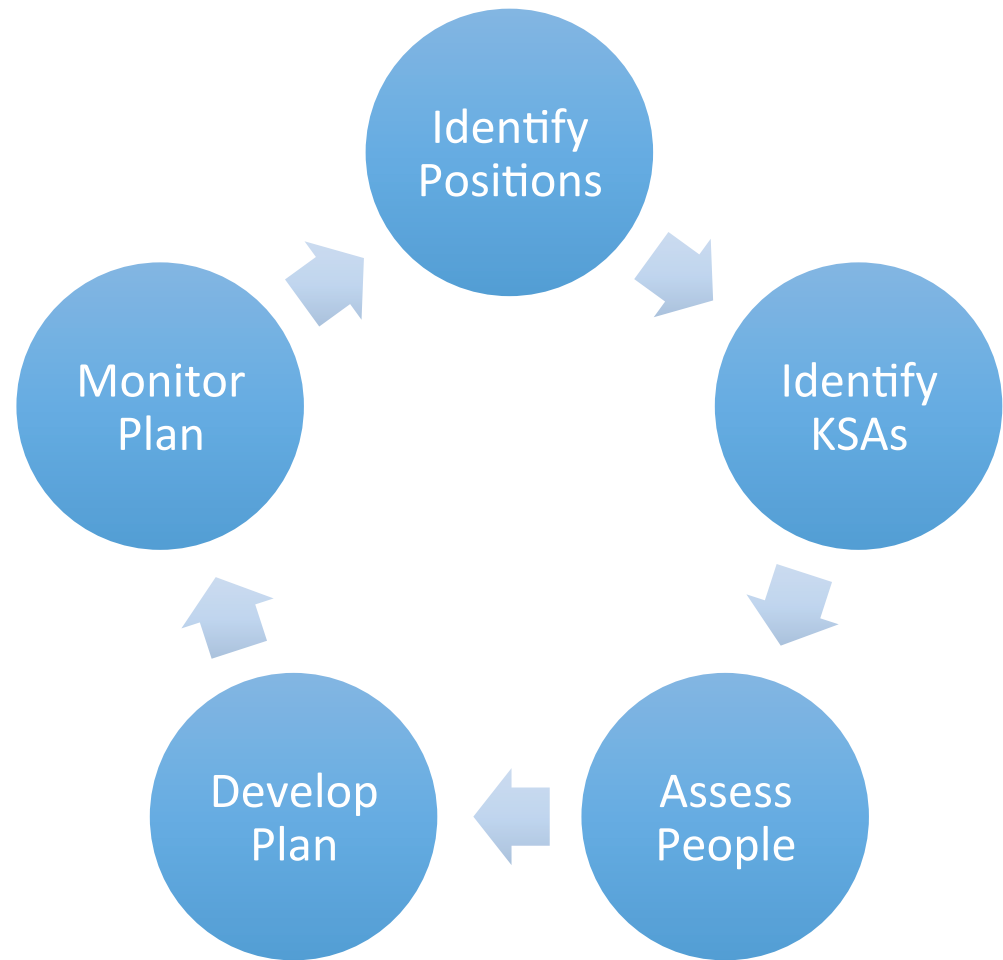 Identify
Positions
Identify
KSAs
Assess
People
Develop
Plan
Monitor
Plan